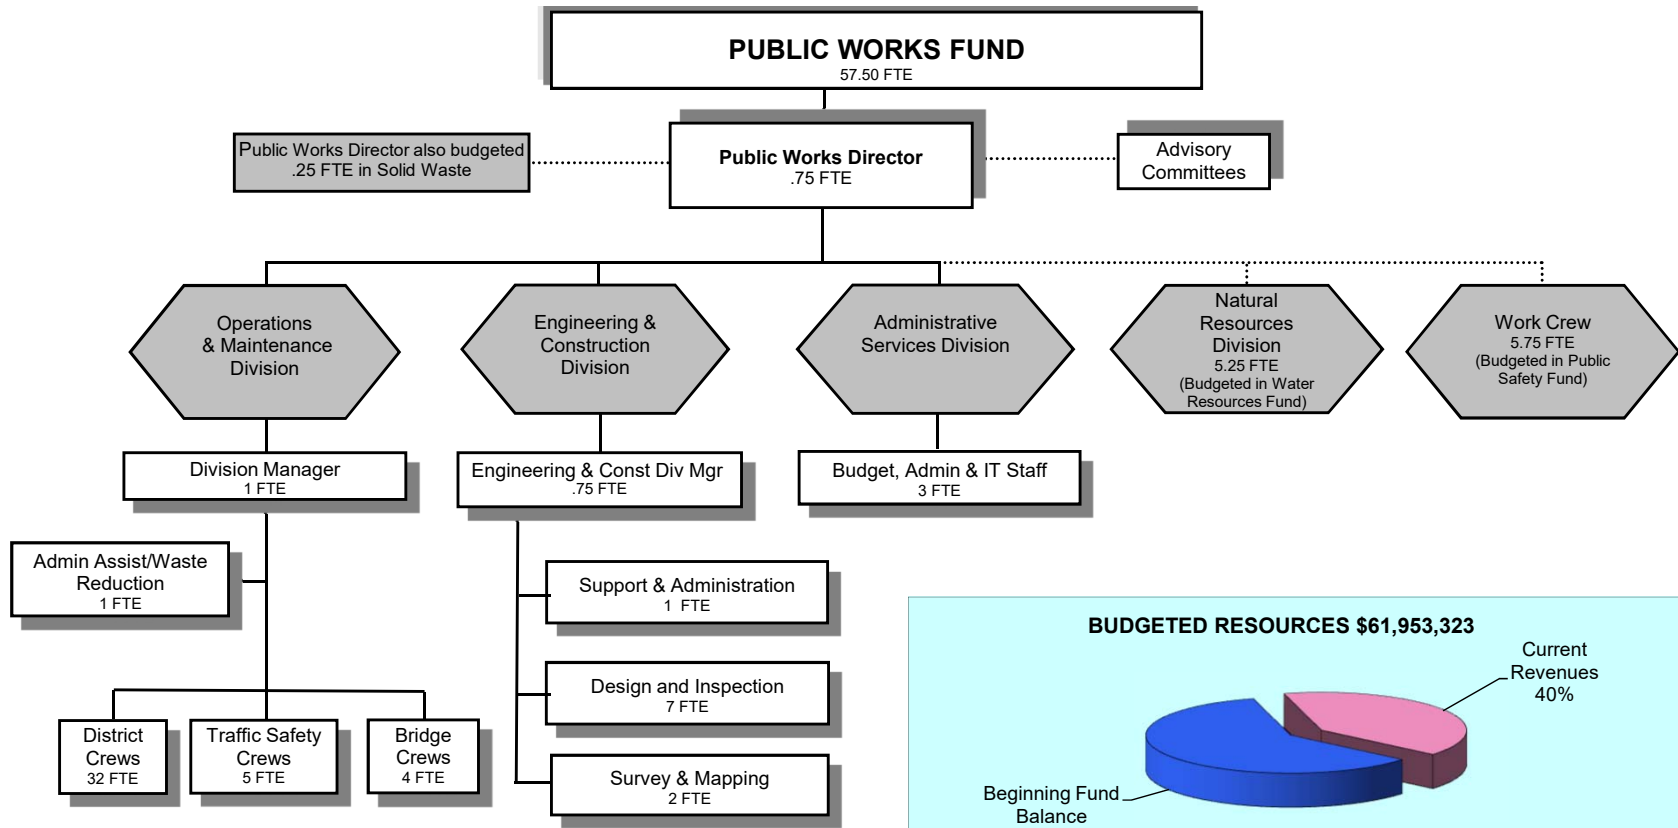 PUBLIC WORKS FUND
57.50 FTE
Public Works Director also budgeted
.25 FTE in Solid Waste
Public Works Director
.75 FTE
Advisory
Committees
Operations
& Maintenance
Division
Engineering &
Construction
Division
Administrative
Services Division
Natural
Resources
Division
5.25 FTE
(Budgeted in Water
Resources Fund)
Work Crew
5.75 FTE
(Budgeted in Public
Safety Fund)
Division Manager
1 FTE
Engineering & Const Div Mgr
.75 FTE
Budget, Admin & IT Staff
3 FTE
Admin Assist/Waste
Reduction
1 FTE
Support & Administration
1 FTE
Design and Inspection
7 FTE
Survey & Mapping
2 FTE
District
Crews
32 FTE
Traffic Safety
Crews
5 FTE
Bridge
Crews
4 FTE
BUDGETED RESOURCES $61,953,323
Current
Revenues
40%
Beginning Fund
Balance